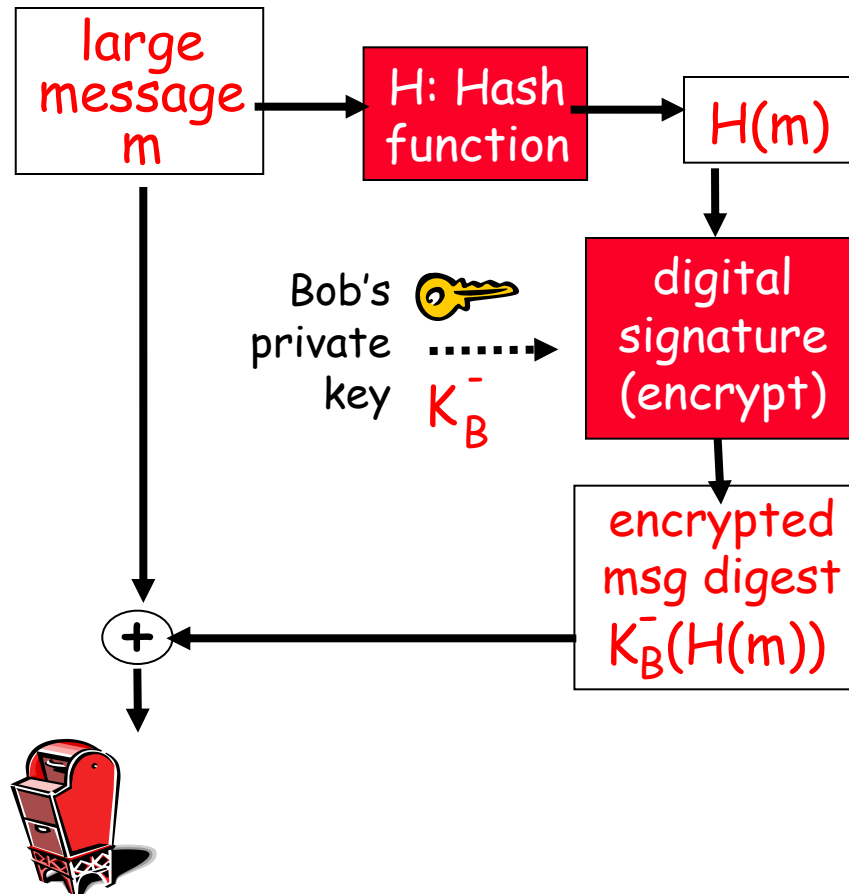 large
message
m
H: Hash
function
H(m)
Bob's
private
key
K_B^-
digital
signature
(encrypt)
encrypted
msg digest
K_B^-(H(m))
+